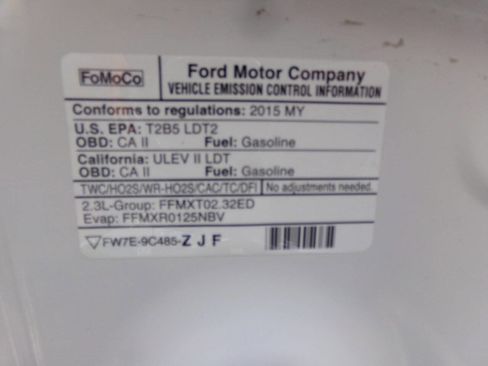 FoMoCo
Ford Motor Company
VEHICLE EMISSION CONTROL INFORMATION
Conforms to regulations: 2015 MY
U.S. EPA: T2B5 LDT2
OBD: CA II Fuel: Gasoline
California: ULEV II LDT
OBD: CA II Fuel: Gasoline
TWC/HO2S/WR-HO2S/CAC/TC/DFI No adjustments needed.
2.3L-Group: FFMXT02.32ED
Evap: FFMXR0125NBV
FW7E-9C485-ZJF